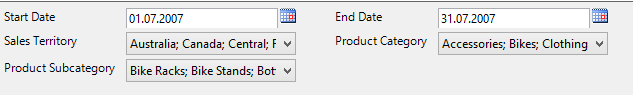 Start Date 01.07.2007 End Date 31.07.2007
Sales Territory Australia; Canada; Central; Product Category Accessories; Bikes; Clothing
Product Subcategory Bike Racks; Bike Stands; Bot